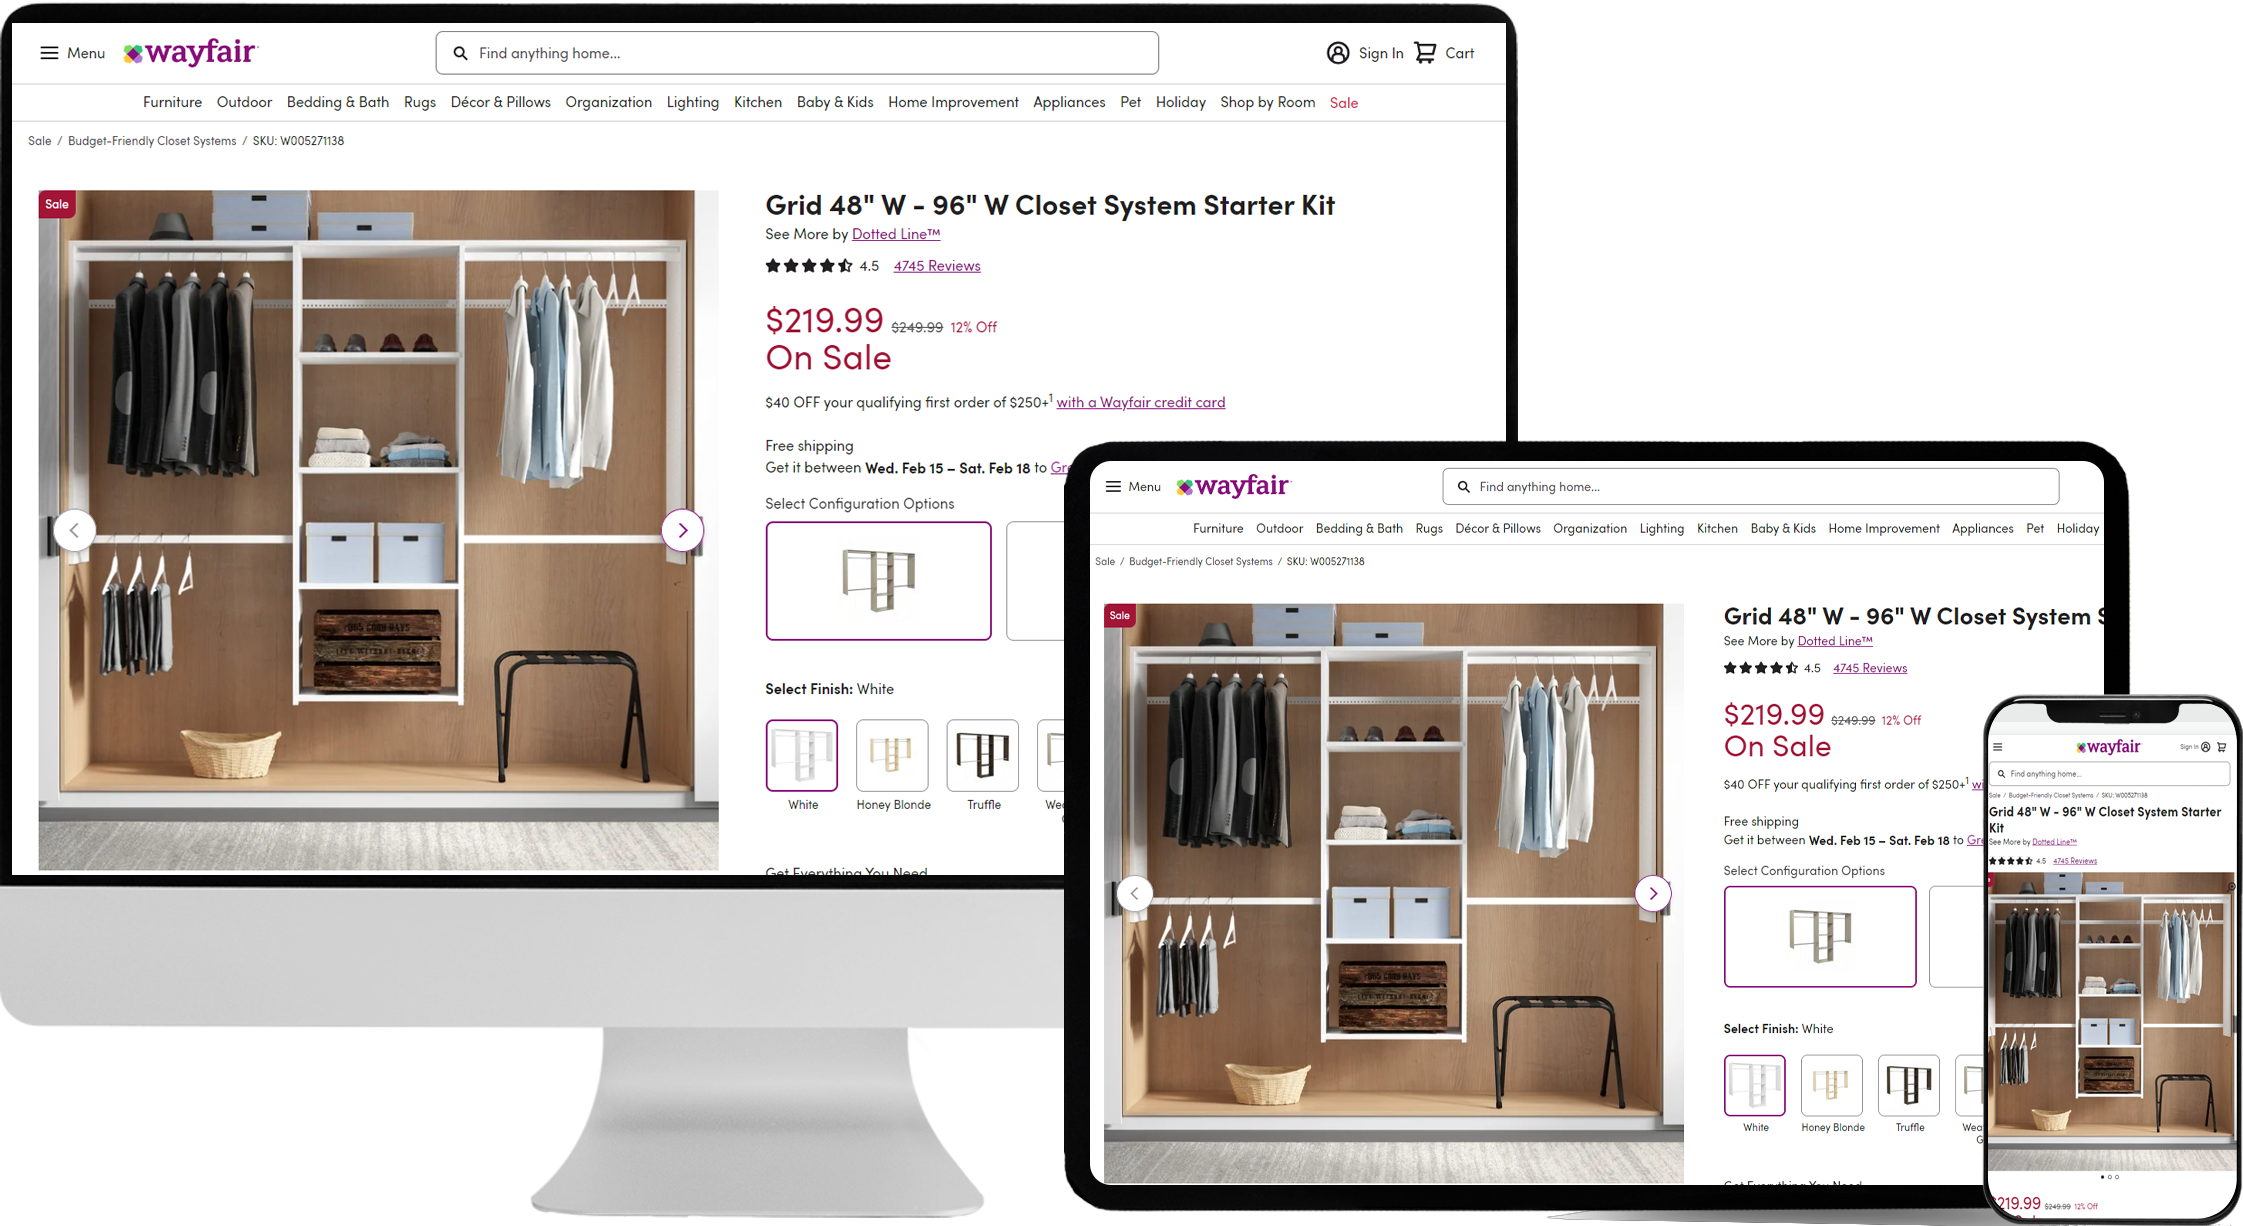 Menu wayfair Find anything home... Sign In Cart
Furniture Outdoor Bedding & Bath Rugs Décor & Pillows Organization Lighting Kitchen Baby & Kids Home Improvement Appliances Pet Holiday Shop by Room Sale
Sale / Budget-Friendly Closet Systems / SKU: W005271138
Sale
Grid 48" W - 96" W Closet System Starter Kit
See More by Dotted Line™
4.5 4745 Reviews
$219.99 $249.99 12% Off
On Sale
$40 OFF your qualifying first order of $250+1 with a Wayfair credit card
Free shipping
Get it between Wed. Feb 15 – Sat. Feb 18 to Gre
Select Configuration Options
Select Finish: White
White Honey Blonde Truffle Wea
Get Everything You Need
Menu wayfair Find anything home...
Furniture Outdoor Bedding & Bath Rugs Décor & Pillows Organization Lighting Kitchen Baby & Kids Home Improvement Appliances Pet Holiday
Sale / Budget-Friendly Closet Systems / SKU: W005271138
Sale
Grid 48" W - 96" W Closet System S
See More by Dotted Line™
4.5 4745 Reviews
$219.99 $249.99 12% Off
On Sale
$40 OFF your qualifying first order of $250+1 wi
Free shipping
Get it between Wed. Feb 15 – Sat. Feb 18 to Gre
Select Configuration Options
Select Finish: White
White Honey Blonde Truffle Wea
G
Get Everything You Need
wayfair Sign In
Find anything home...
Sale / Budget-Friendly Closet Systems / SKU: W005271138
Grid 48" W - 96" W Closet System Starter
Kit
See More by Dotted Line™
4.5 4745 Reviews
$219.99 $249.99 12% Off